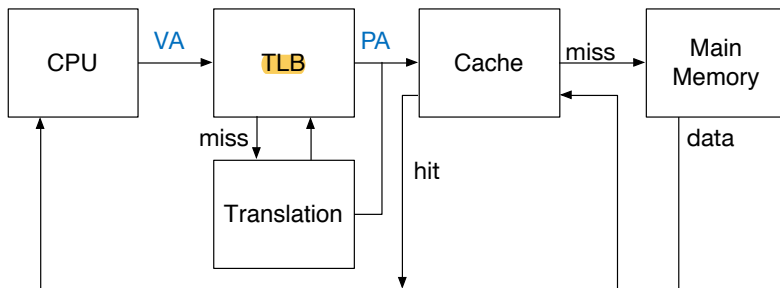 VA
PA
CPU
TLB
Cache
miss
Main
Memory
miss
data
hit
Translation